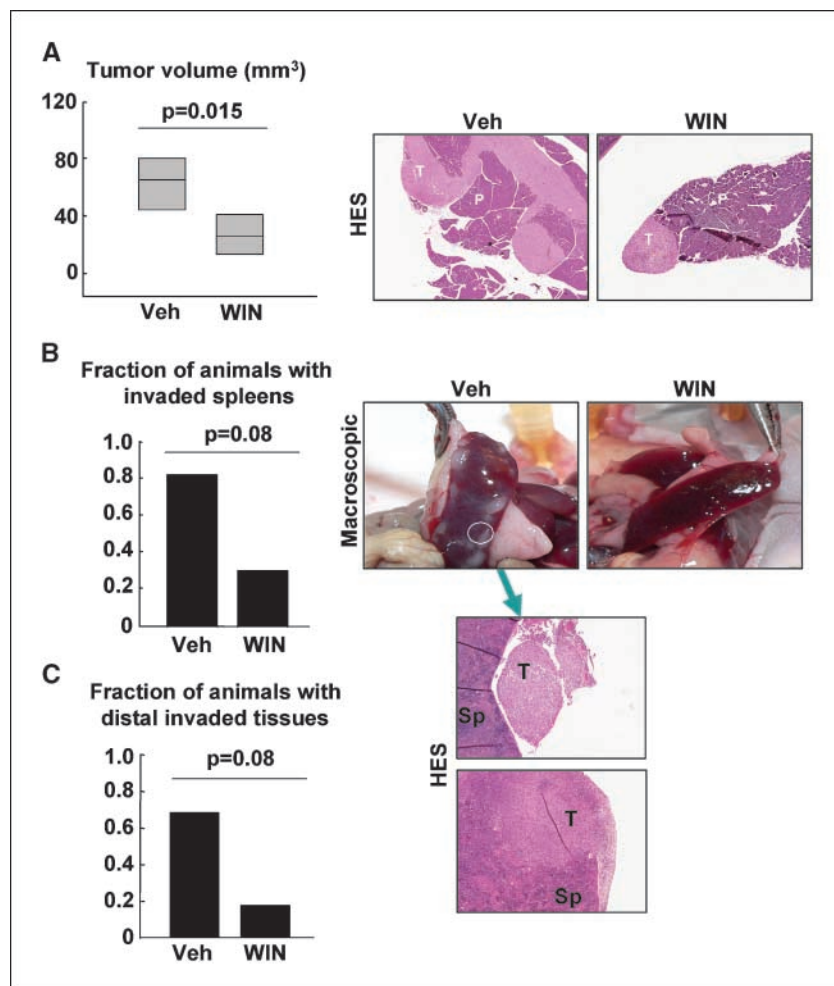 A
Tumor volume (mm³)
120
80
40
0
p=0.015
Veh
WIN
Veh
WIN
HES
T
P
T
P
B
Fraction of animals with
invaded spleens
1.0
0.8
0.6
0.4
0.2
0
p=0.08
Veh
WIN
Veh
WIN
Macroscopic
C
Fraction of animals with
distal invaded tissues
1.0
0.8
0.6
0.4
0.2
0
p=0.08
Veh
WIN
HES
T
Sp
T
Sp